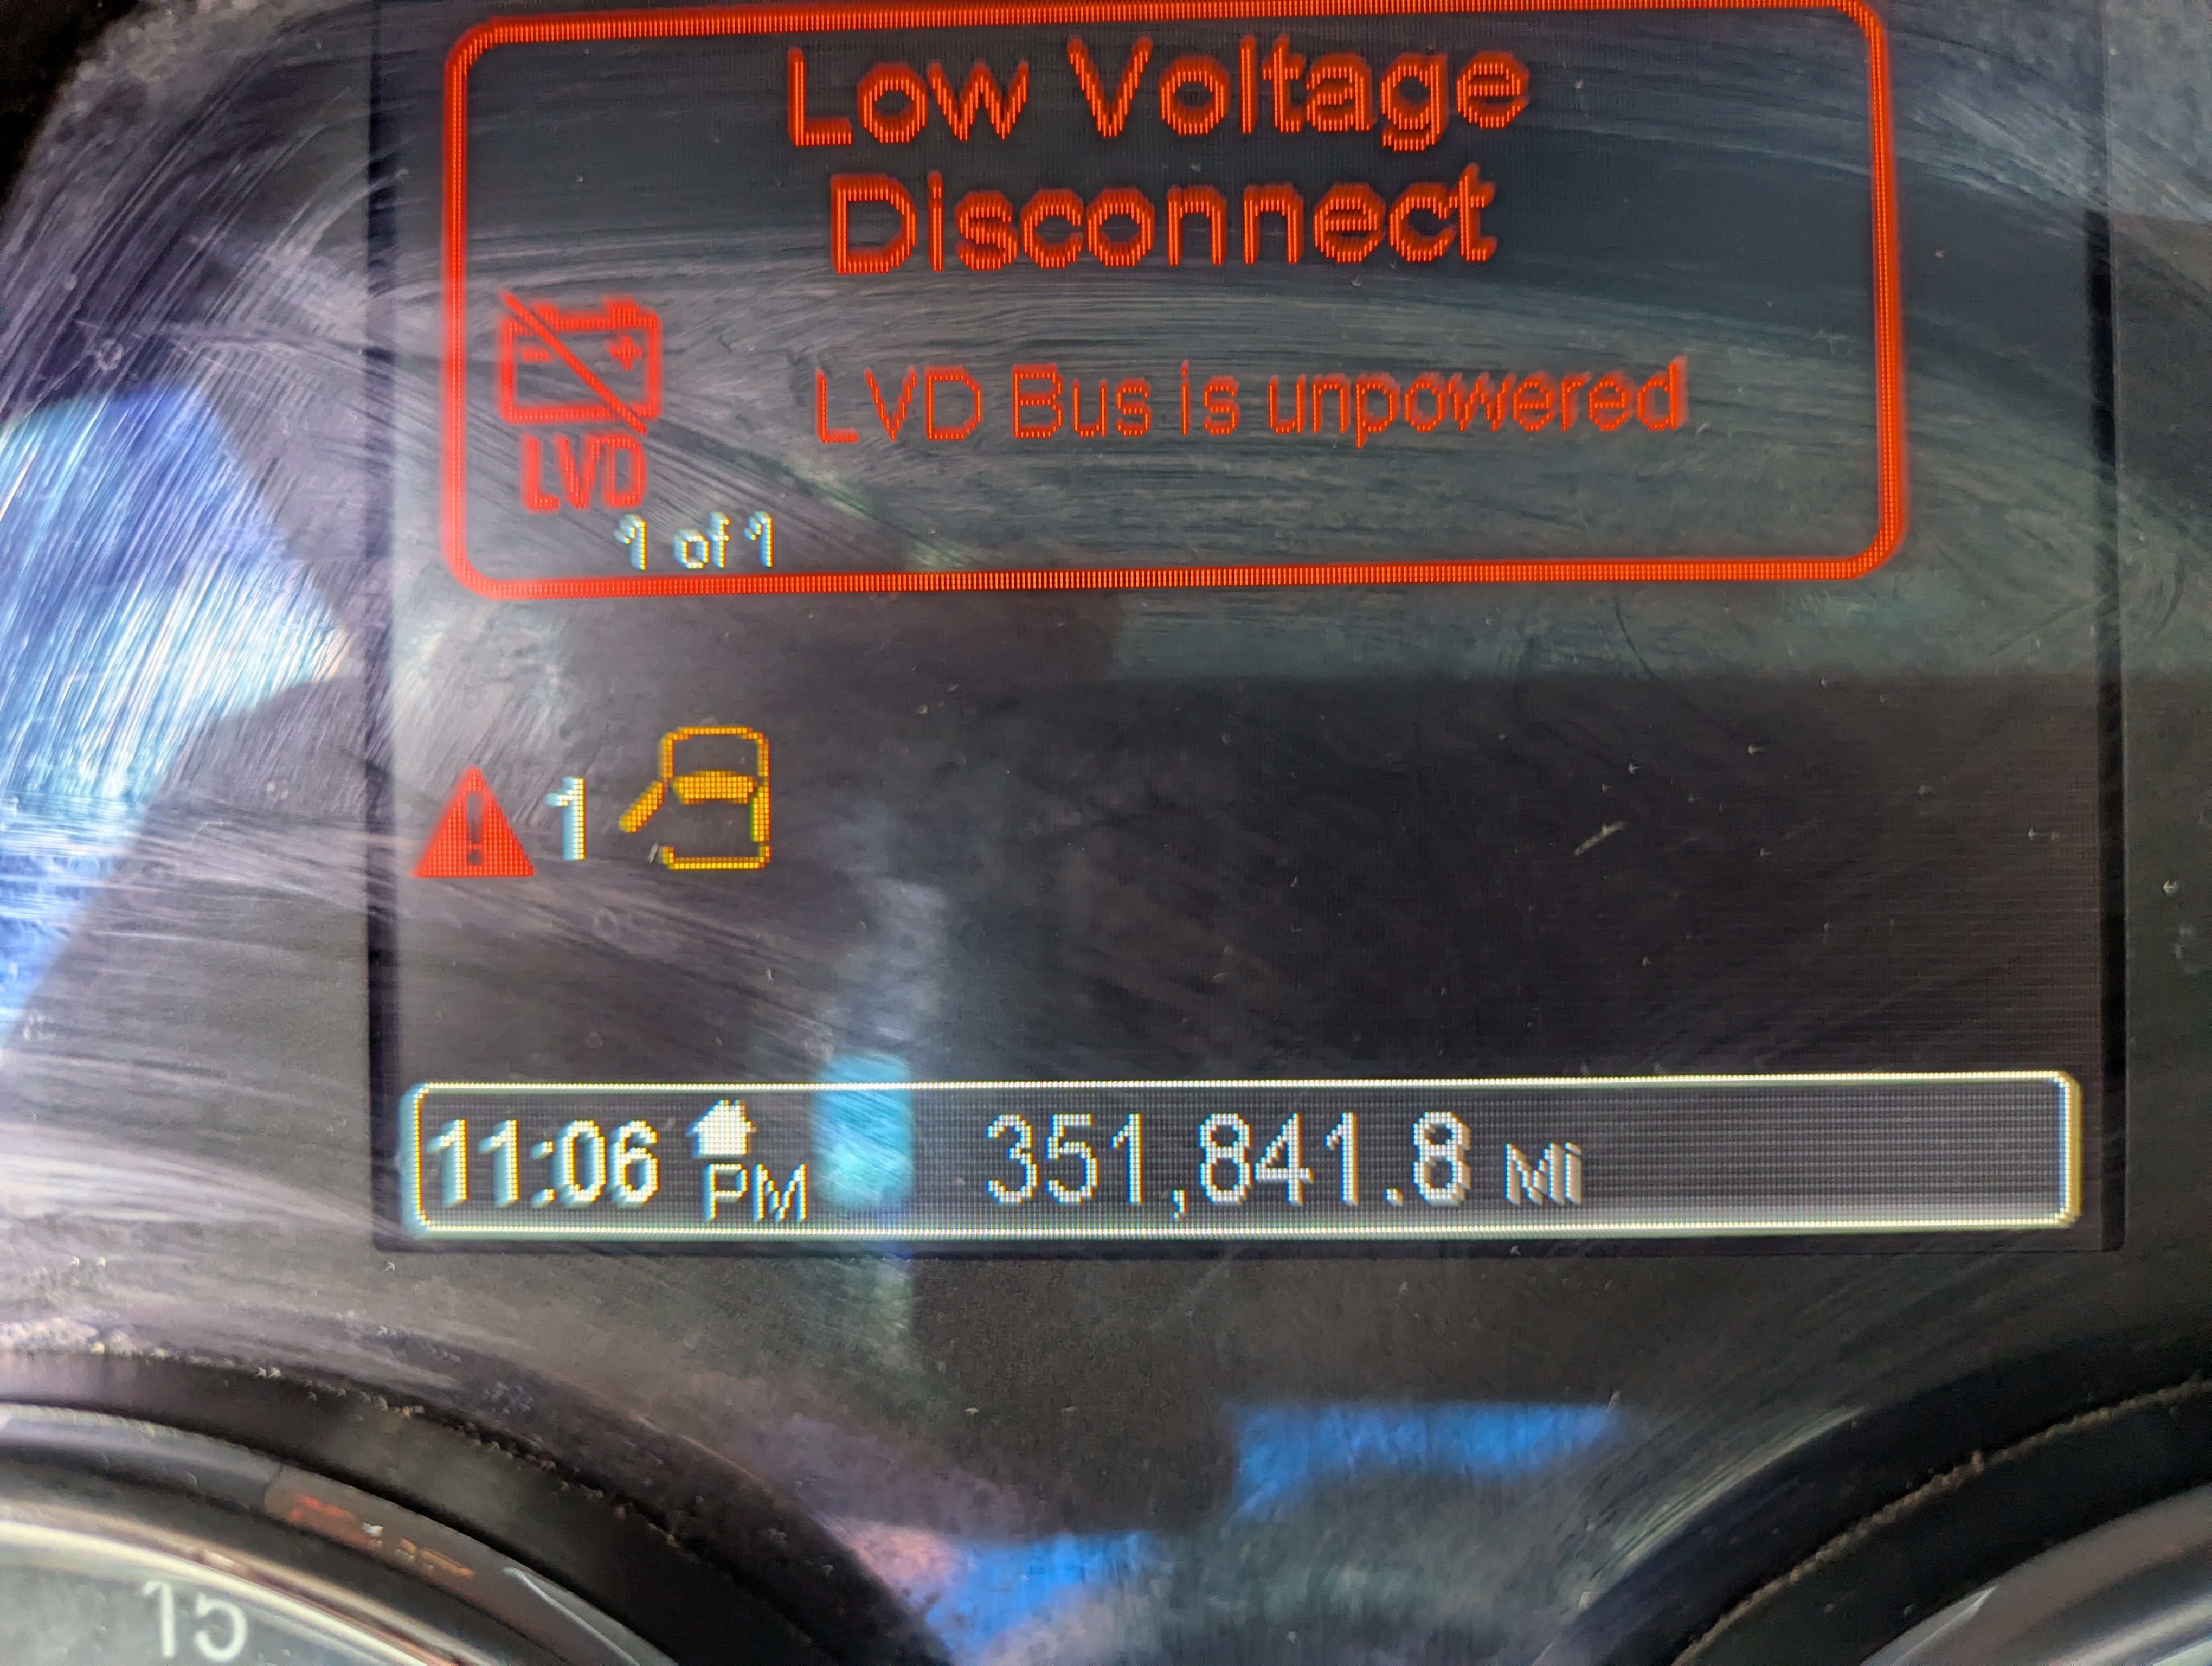 Low Voltage
Disconnect
- +
LVD Bus is unpowered
LVD
1 of 1
! 1
11:06 PM 351,841.8 Mi
15